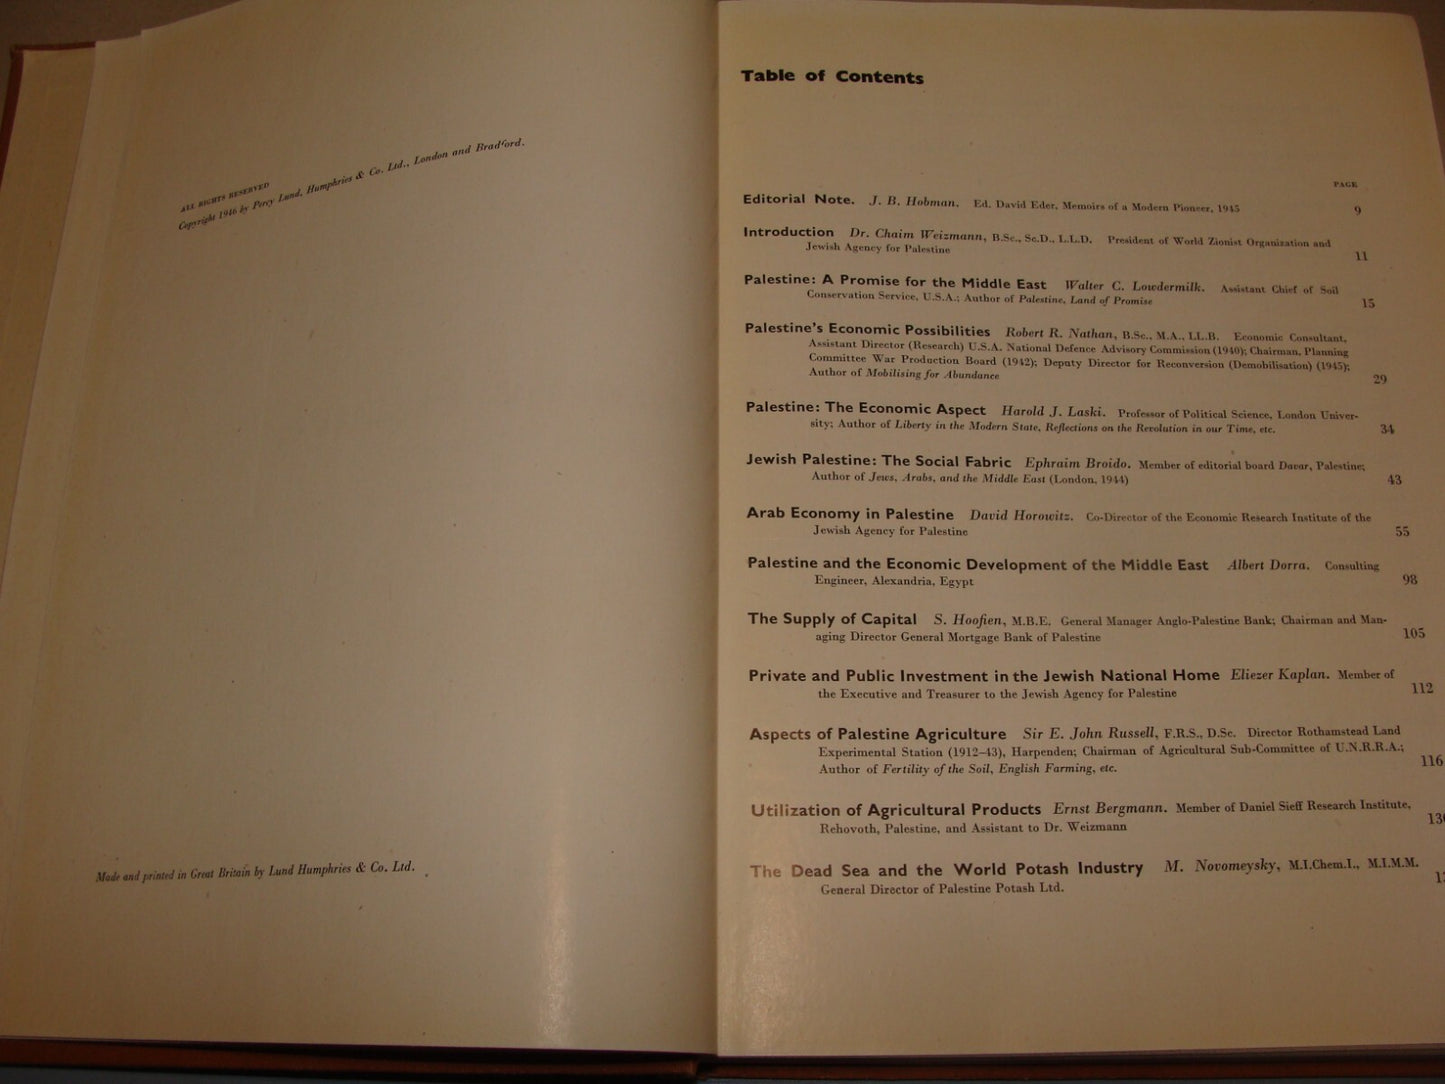 ALL RIGHTS RESERVED
Copyright 1946 by Percy Lund, Humphries & Co. Ltd., London and Bradford.
Made and printed in Great Britain by Lund Humphries & Co. Ltd.
Table of Contents
PAGE
Editorial Note. J. B. Hobman. Ed. David Eder, Memoirs of a Modern Pioneer, 1945 9
Introduction Dr. Chaim Weizmann, B.Sc., Sc.D., L.L.D. President of World Zionist Organization and
Jewish Agency for Palestine 11
Palestine: A Promise for the Middle East Walter C. Lowdermilk. Assistant Chief of Soil
Conservation Service, U.S.A.; Author of Palestine, Land of Promise 15
Palestine's Economic Possibilities Robert R. Nathan, B.Sc., M.A., LL.B. Economic Consultant,
Assistant Director (Research) U.S.A. National Defence Advisory Commission (1940); Chairman, Planning
Committee War Production Board (1942); Deputy Director for Reconversion (Demobilisation) (1945);
Author of Mobilising for Abundance 29
Palestine: The Economic Aspect Harold J. Laski. Professor of Political Science, London Univer-
sity; Author of Liberty in the Modern State, Reflections on the Revolution in our Time, etc. 34
Jewish Palestine: The Social Fabric Ephraim Broido. Member of editorial board Davar, Palestine;
Author of Jews, Arabs, and the Middle East (London, 1944) 43
Arab Economy in Palestine David Horowitz. Co-Director of the Economic Research Institute of the
Jewish Agency for Palestine 55
Palestine and the Economic Development of the Middle East Albert Dorra. Consulting
Engineer, Alexandria, Egypt 98
The Supply of Capital S. Hoofien, M.B.E. General Manager Anglo-Palestine Bank; Chairman and Man-
aging Director General Mortgage Bank of Palestine 105
Private and Public Investment in the Jewish National Home Eliezer Kaplan. Member of
the Executive and Treasurer to the Jewish Agency for Palestine 112
Aspects of Palestine Agriculture Sir E. John Russell, F.R.S., D.Sc. Director Rothamstead Land
Experimental Station (1912–43), Harpenden; Chairman of Agricultural Sub-Committee of U.N.R.R.A.;
Author of Fertility of the Soil, English Farming, etc. 116
Utilization of Agricultural Products Ernst Bergmann. Member of Daniel Sieff Research Institute,
Rehovoth, Palestine, and Assistant to Dr. Weizmann
The Dead Sea and the World Potash Industry M. Novomeysky, M.I.Chem.I., M.I.M.M.
General Director of Palestine Potash Ltd.